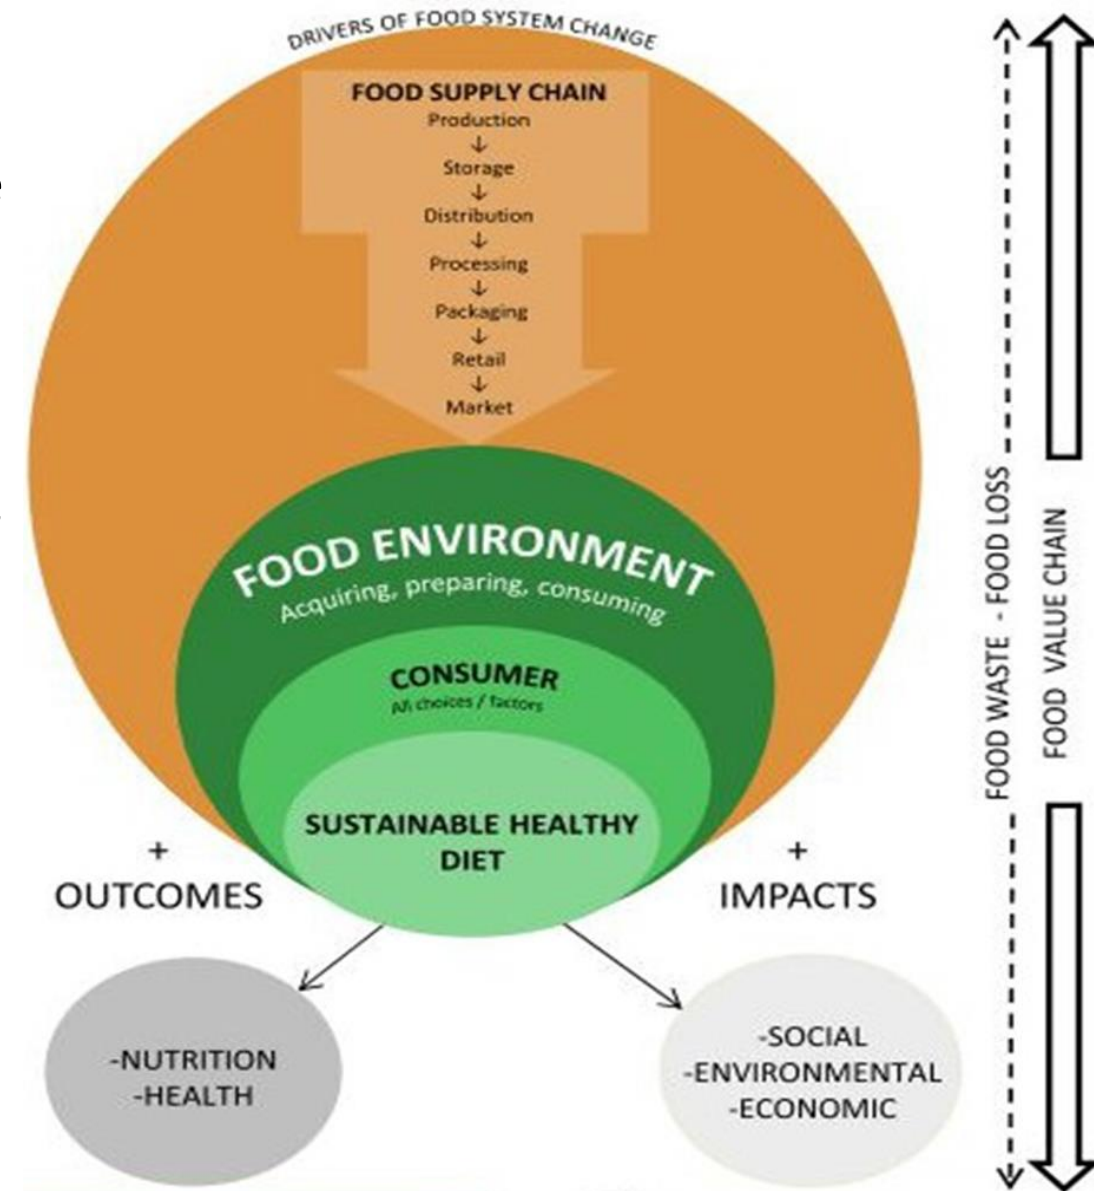 DRIVERS OF FOOD SYSTEM CHANGE
FOOD SUPPLY CHAIN
Production
↓
Storage
↓
Distribution
↓
Processing
↓
Packaging
↓
Retail
↓
Market
FOOD ENVIRONMENT
Acquiring, preparing, consuming
CONSUMER
All choices / factors
SUSTAINABLE HEALTHY
DIET
+
OUTCOMES
+
IMPACTS
-NUTRITION
-HEALTH
-SOCIAL
-ENVIRONMENTAL
-ECONOMIC
FOOD WASTE - FOOD LOSS
FOOD VALUE CHAIN